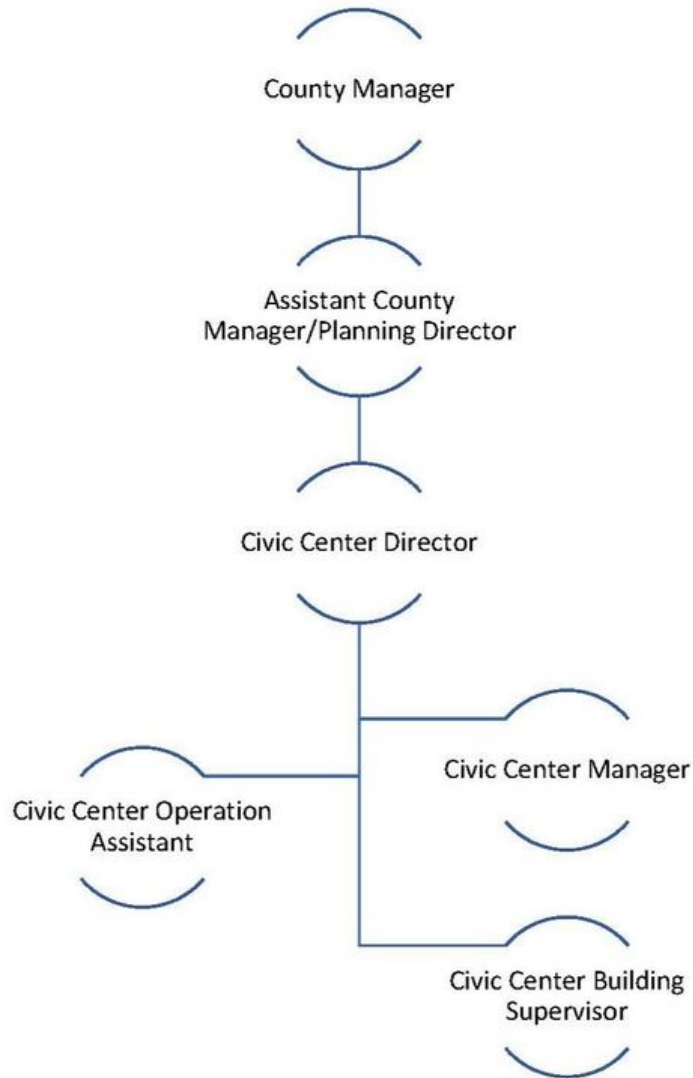 County Manager
Assistant County
Manager/Planning Director
Civic Center Director
Civic Center Manager
Civic Center Operation
Assistant
Civic Center Building
Supervisor